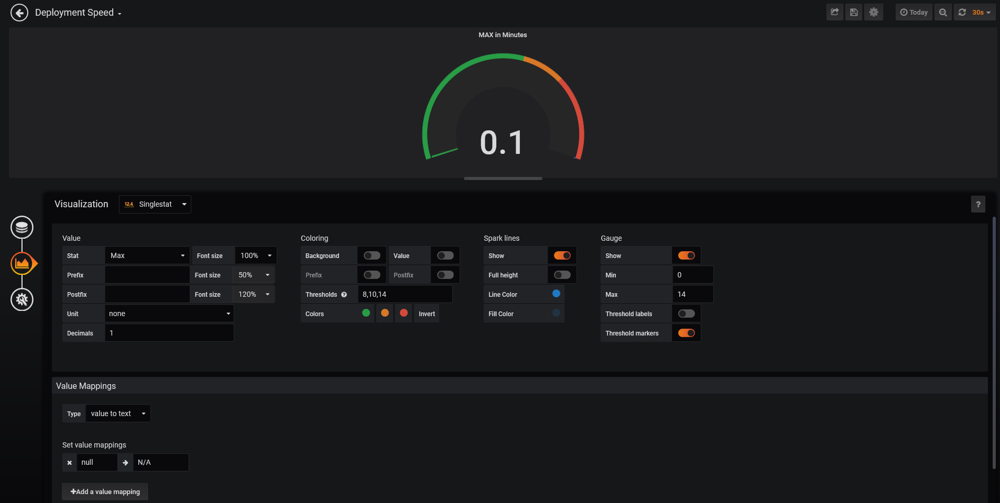 Deployment Speed
Today
30s
MAX in Minutes
0.1
Visualization
12.4
Singlestat
?
Value
Coloring
Spark lines
Gauge
Stat Max Font size 100%
Background Value
Show
Show
Prefix Font size 50%
Prefix Postfix
Full height
Min 0
Postfix Font size 120%
Thresholds ? 8,10,14
Line Color
Max 14
Unit none
Colors Invert
Fill Color
Threshold labels
Decimals 1
Threshold markers
Value Mappings
Type value to text
Set value mappings
null N/A
+Add a value mapping